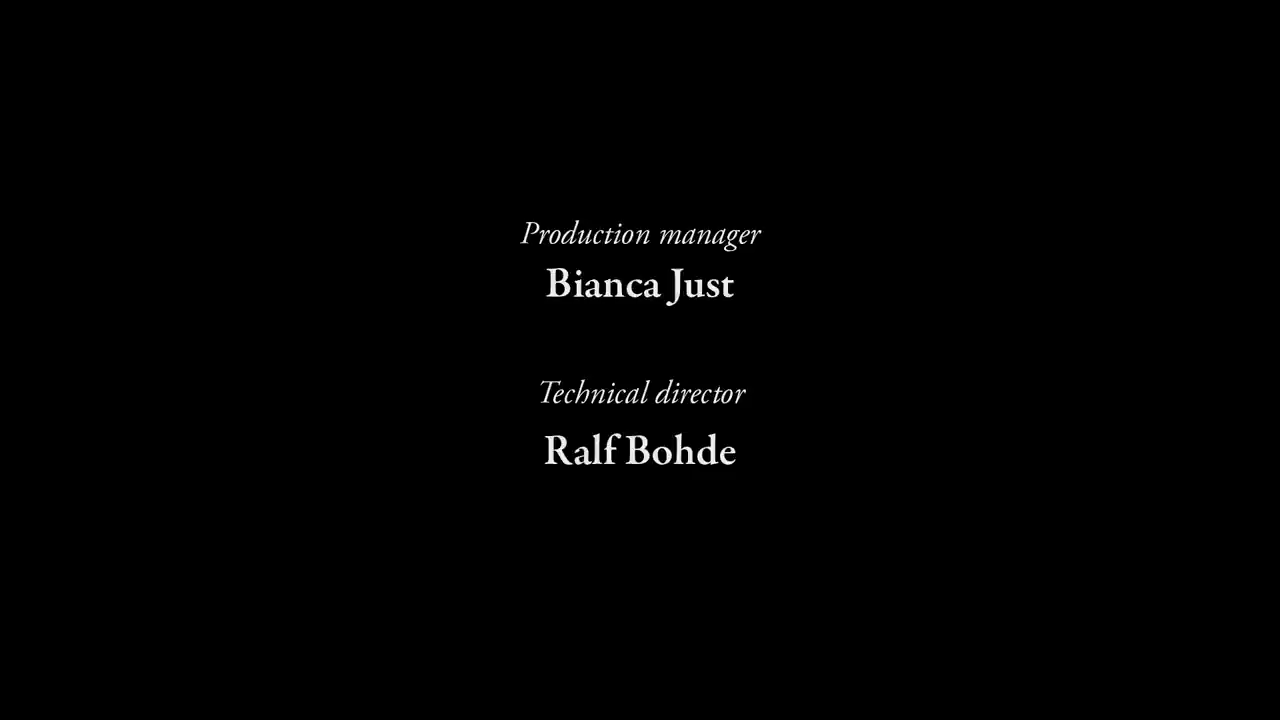 Production manager
Bianca Just
Technical director
Ralf Bohde